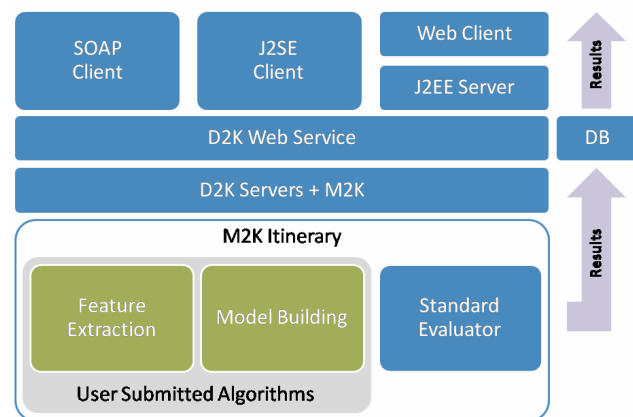 SOAP
Client
J2SE
Client
Web Client
J2EE Server
Results
D2K Web Service
DB
D2K Servers + M2K
M2K Itinerary
Feature
Extraction
Model Building
Standard
Evaluator
Results
User Submitted Algorithms